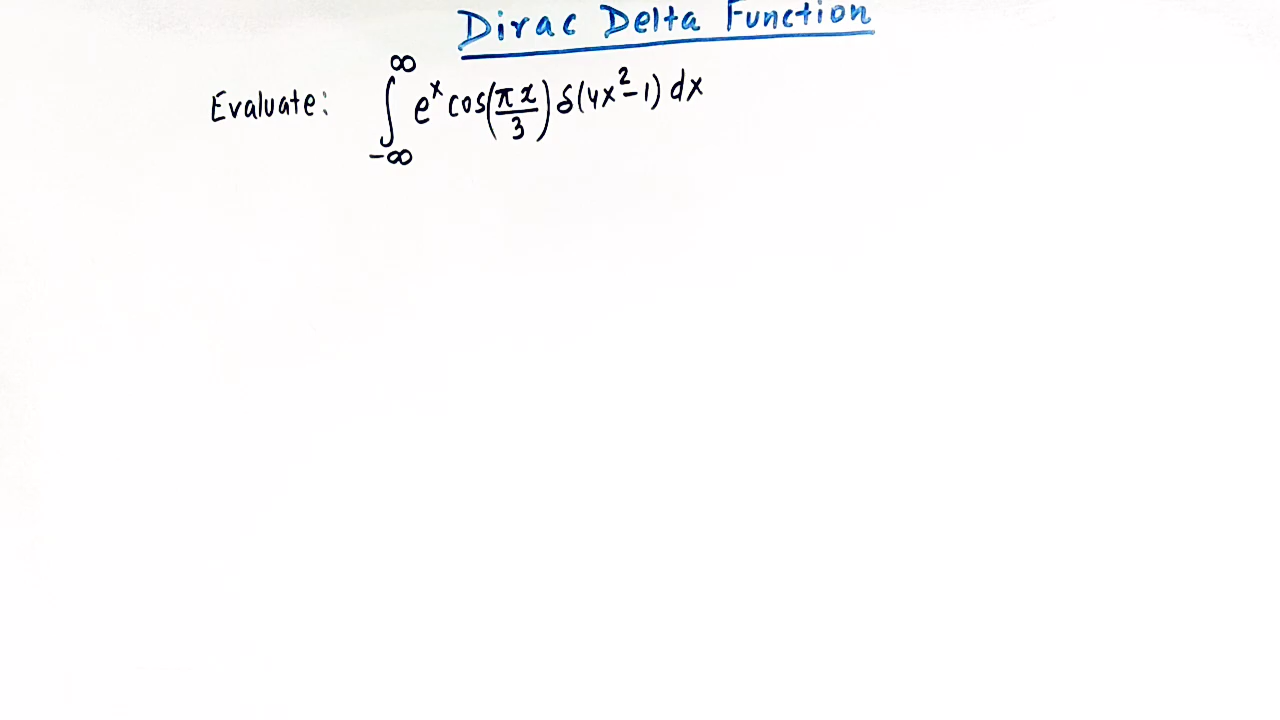 Dirac Delta Function
Evaluate: ∫_{-∞}^{∞} e^x cos(πx/3) δ(4x²-1) dx